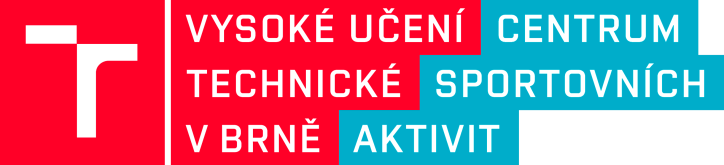 VYSOKÉ UČENÍ CENTRUM
TECHNICKÉ SPORTOVNÍCH
V BRNĚ AKTIVIT